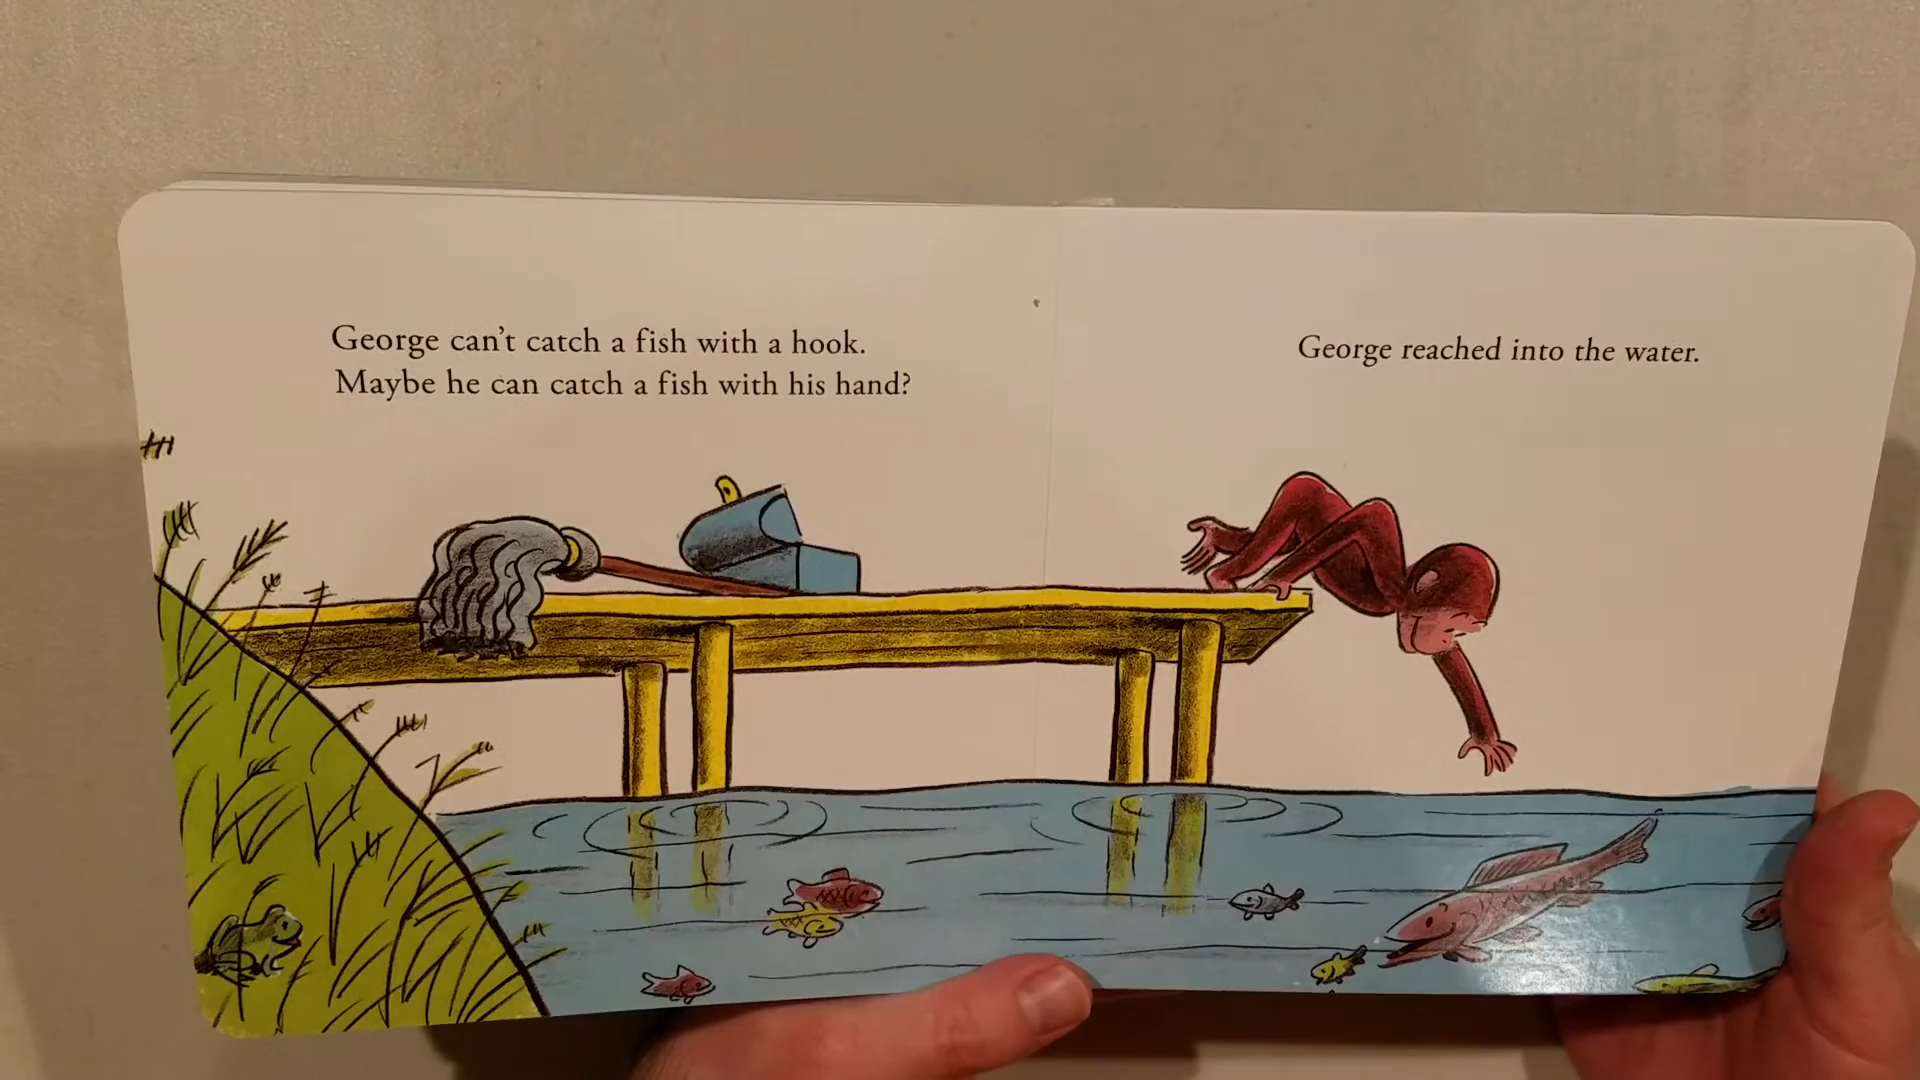 George can't catch a fish with a hook.
Maybe he can catch a fish with his hand?
George reached into the water.